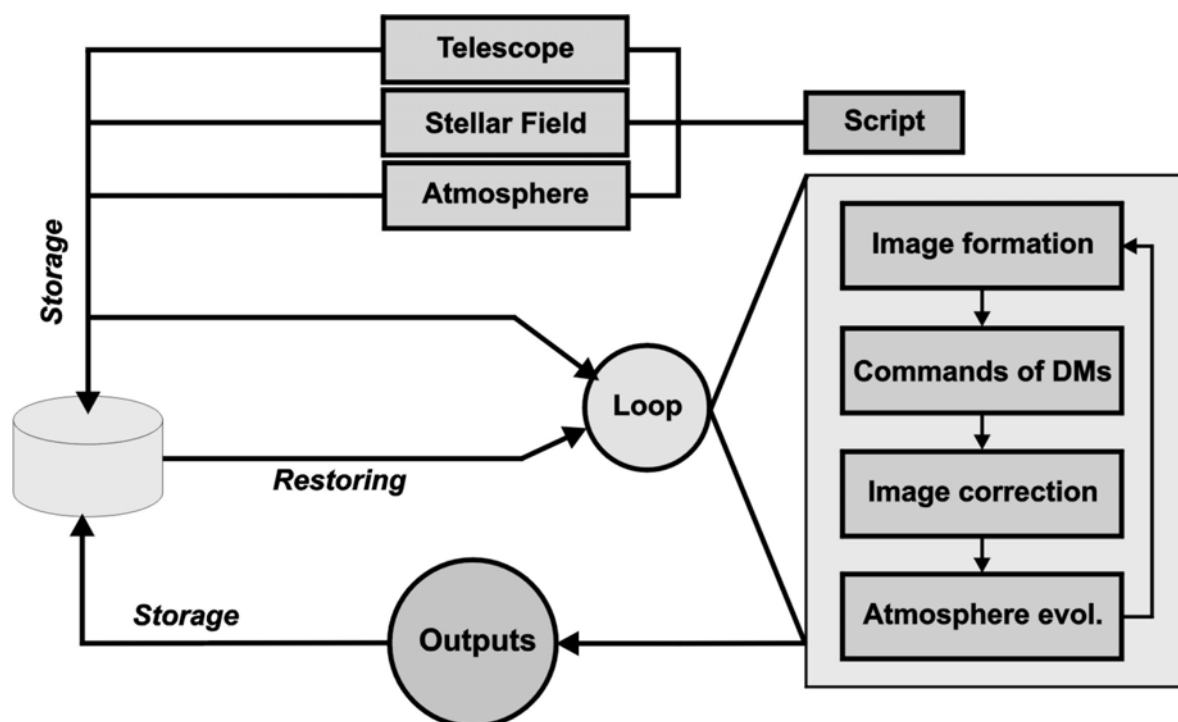 Telescope
Stellar Field
Script
Atmosphere
Storage
Image formation
Commands of DMs
Loop
Restoring
Image correction
Storage
Outputs
Atmosphere evol.